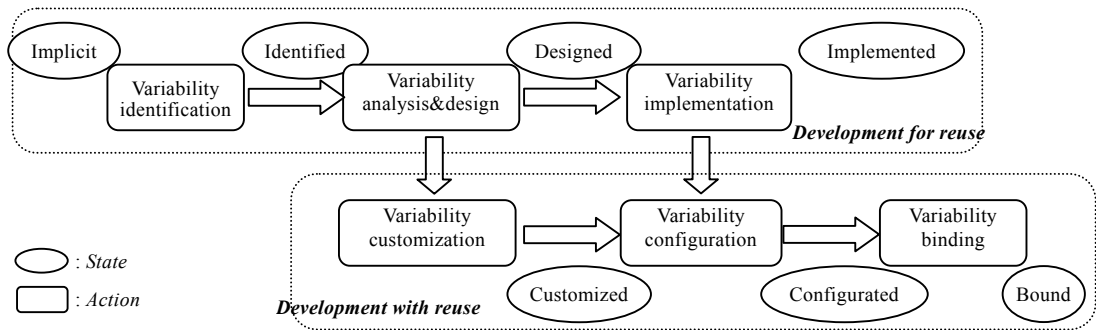 Implicit
Identified
Designed
Implemented
Variability
identification
Variability
analysis&design
Variability
implementation
Development for reuse
Variability
customization
Variability
configuration
Variability
binding
: State
: Action
Development with reuse
Customized
Configurated
Bound